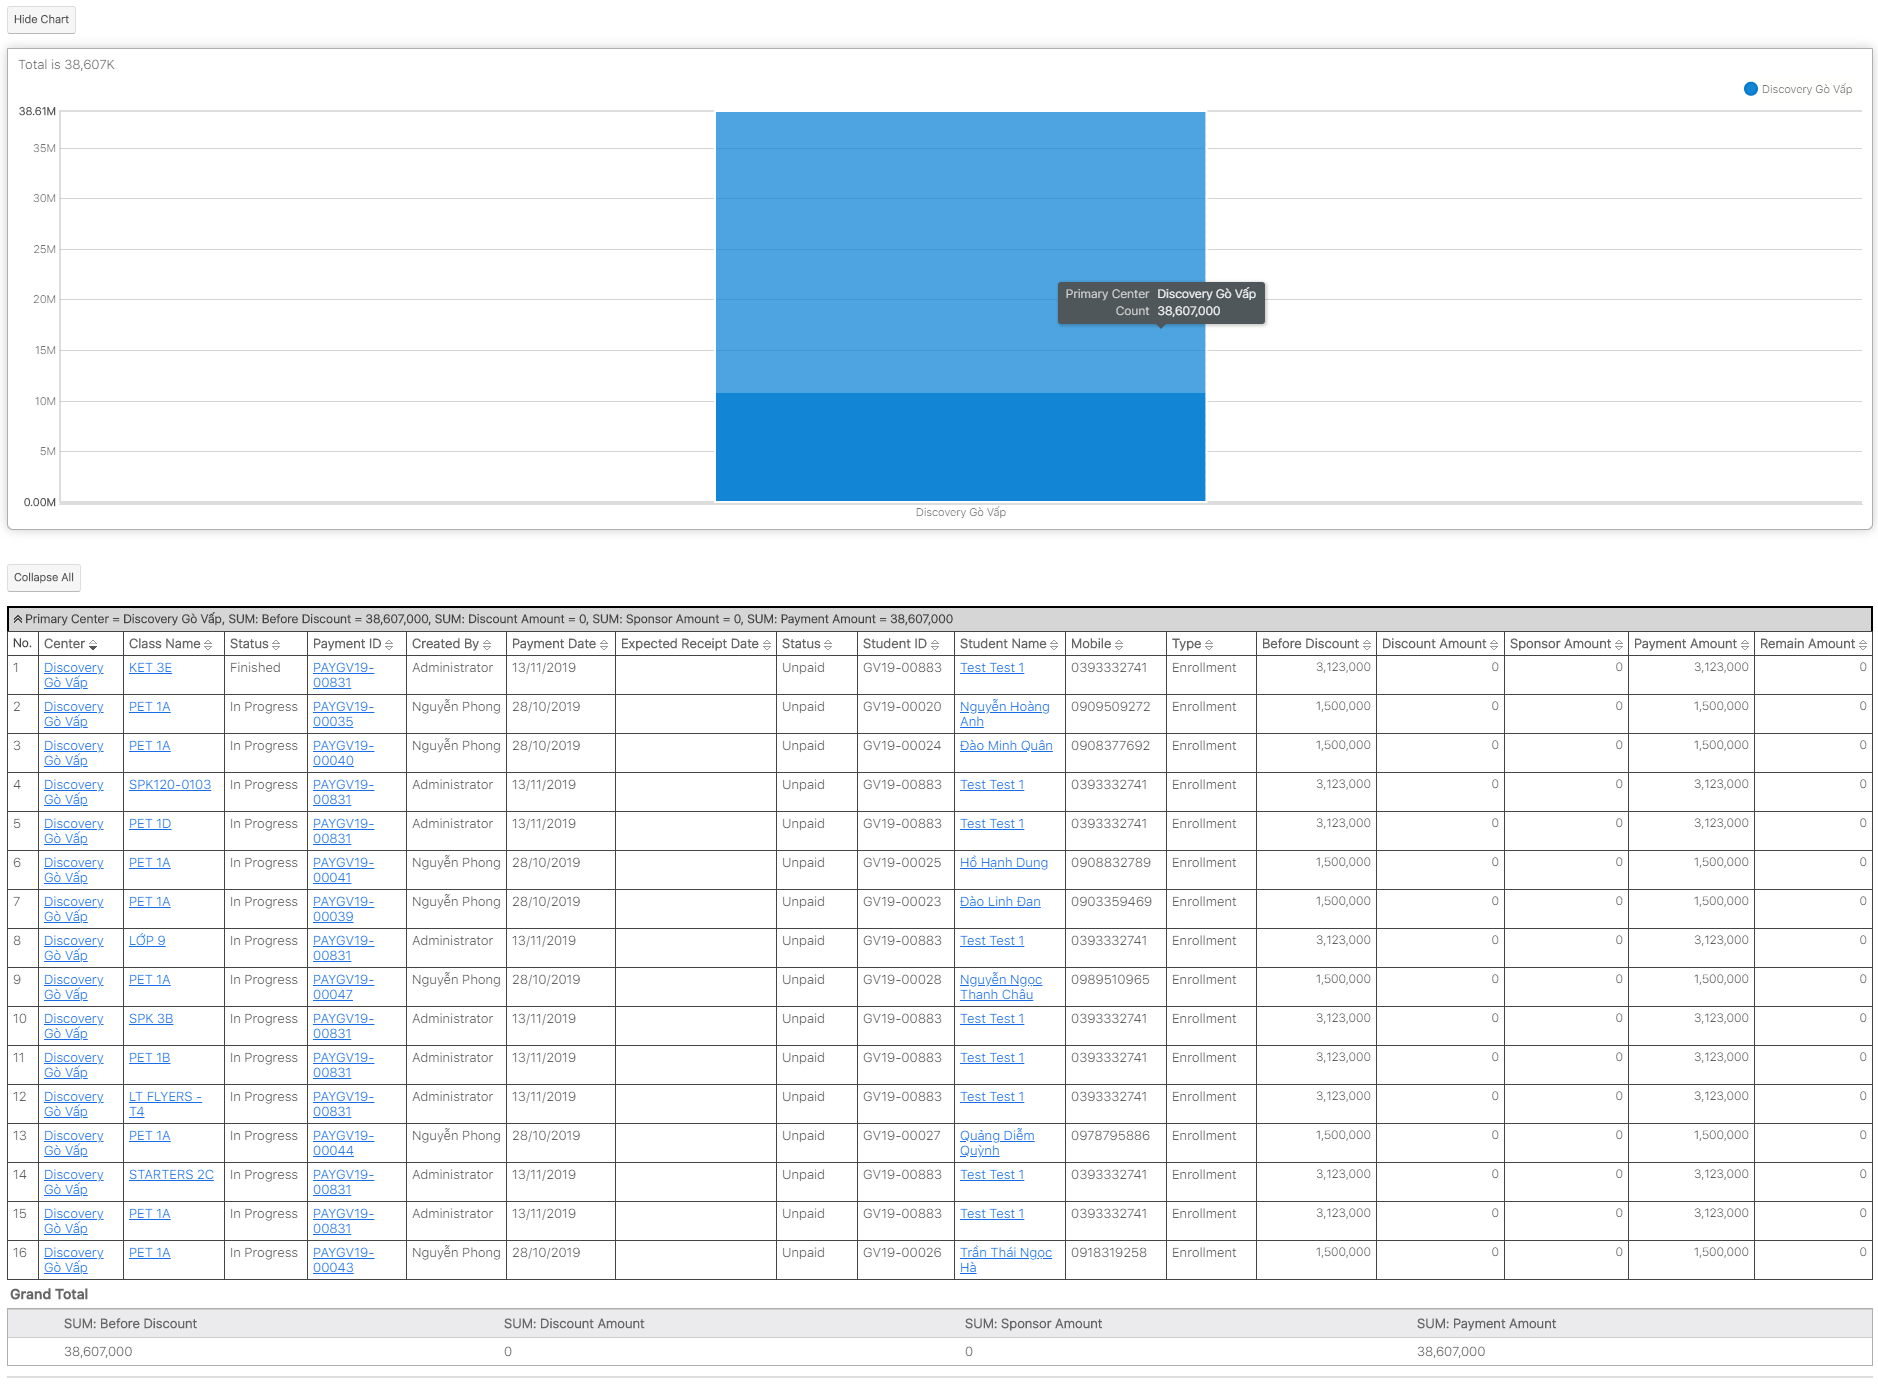 Hide Chart
Total is 38,607K
Discovery Gò Vấp
38.61M
35M
30M
25M
20M
15M
10M
5M
0.00M
Primary Center Discovery Gò Vấp
Count 38,607,000
Discovery Gò Vấp
Collapse All
Primary Center = Discovery Gò Vấp, SUM: Before Discount = 38,607,000, SUM: Discount Amount = 0, SUM: Sponsor Amount = 0, SUM: Payment Amount = 38,607,000
No. Center Class Name Status Payment ID Created By Payment Date Expected Receipt Date Status Student ID Student Name Mobile Type Before Discount Discount Amount Sponsor Amount Payment Amount Remain Amount
1 Discovery KET 3E Finished PAYGV19- Administrator 13/11/2019 Unpaid GV19-00883 Test Test 1 0393332741 Enrollment 3,123,000 0 0 3,123,000 0
Gò Vấp 00831
2 Discovery PET 1A In Progress PAYGV19- Nguyễn Phong 28/10/2019 Unpaid GV19-00020 Nguyễn Hoàng 0909509272 Enrollment 1,500,000 0 0 1,500,000 0
Gò Vấp 00035 Anh
3 Discovery PET 1A In Progress PAYGV19- Nguyễn Phong 28/10/2019 Unpaid GV19-00024 Đào Minh Quân 0908377692 Enrollment 1,500,000 0 0 1,500,000 0
Gò Vấp 00040
4 Discovery SPK120-0103 In Progress PAYGV19- Administrator 13/11/2019 Unpaid GV19-00883 Test Test 1 0393332741 Enrollment 3,123,000 0 0 3,123,000 0
Gò Vấp 00831
5 Discovery PET 1D In Progress PAYGV19- Administrator 13/11/2019 Unpaid GV19-00883 Test Test 1 0393332741 Enrollment 3,123,000 0 0 3,123,000 0
Gò Vấp 00831
6 Discovery PET 1A In Progress PAYGV19- Nguyễn Phong 28/10/2019 Unpaid GV19-00025 Hồ Hạnh Dung 0908832789 Enrollment 1,500,000 0 0 1,500,000 0
Gò Vấp 00041
7 Discovery PET 1A In Progress PAYGV19- Nguyễn Phong 28/10/2019 Unpaid GV19-00023 Đào Linh Đan 0903359469 Enrollment 1,500,000 0 0 1,500,000 0
Gò Vấp 00039
8 Discovery LỚP 9 In Progress PAYGV19- Administrator 13/11/2019 Unpaid GV19-00883 Test Test 1 0393332741 Enrollment 3,123,000 0 0 3,123,000 0
Gò Vấp 00831
9 Discovery PET 1A In Progress PAYGV19- Nguyễn Phong 28/10/2019 Unpaid GV19-00028 Nguyễn Ngọc 0989510965 Enrollment 1,500,000 0 0 1,500,000 0
Gò Vấp 00047 Thanh Châu
10 Discovery SPK 3B In Progress PAYGV19- Administrator 13/11/2019 Unpaid GV19-00883 Test Test 1 0393332741 Enrollment 3,123,000 0 0 3,123,000 0
Gò Vấp 00831
11 Discovery PET 1B In Progress PAYGV19- Administrator 13/11/2019 Unpaid GV19-00883 Test Test 1 0393332741 Enrollment 3,123,000 0 0 3,123,000 0
Gò Vấp 00831
12 Discovery LT FLYERS - In Progress PAYGV19- Administrator 13/11/2019 Unpaid GV19-00883 Test Test 1 0393332741 Enrollment 3,123,000 0 0 3,123,000 0
Gò Vấp T4 00831
13 Discovery PET 1A In Progress PAYGV19- Nguyễn Phong 28/10/2019 Unpaid GV19-00027 Quảng Diễm 0978795886 Enrollment 1,500,000 0 0 1,500,000 0
Gò Vấp 00044 Quỳnh
14 Discovery STARTERS 2C In Progress PAYGV19- Administrator 13/11/2019 Unpaid GV19-00883 Test Test 1 0393332741 Enrollment 3,123,000 0 0 3,123,000 0
Gò Vấp 00831
15 Discovery PET 1A In Progress PAYGV19- Administrator 13/11/2019 Unpaid GV19-00883 Test Test 1 0393332741 Enrollment 3,123,000 0 0 3,123,000 0
Gò Vấp 00831
16 Discovery PET 1A In Progress PAYGV19- Nguyễn Phong 28/10/2019 Unpaid GV19-00026 Trần Thái Ngọc 0918319258 Enrollment 1,500,000 0 0 1,500,000 0
Gò Vấp 00043 Hà
Grand Total
SUM: Before Discount SUM: Discount Amount SUM: Sponsor Amount SUM: Payment Amount
38,607,000 0 0 38,607,000